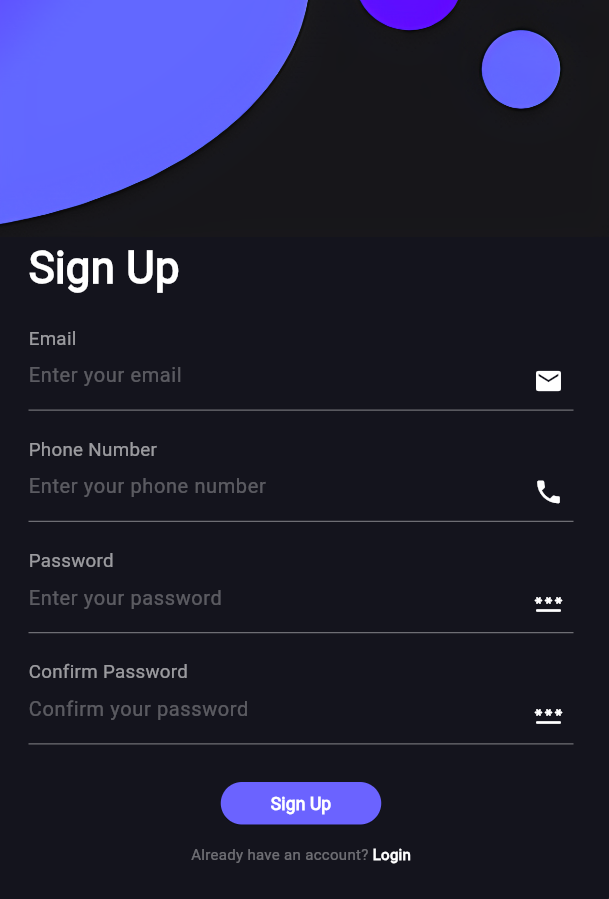 Sign Up
Email
Enter your email
Phone Number
Enter your phone number
Password
Enter your password
Confirm Password
Confirm your password
Sign Up
Already have an account? Login